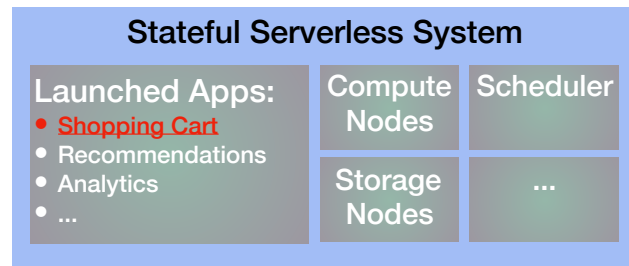 Stateful Serverless System
Launched Apps:
• Shopping Cart
• Recommendations
• Analytics
• ...
Compute
Nodes
Scheduler
Storage
Nodes
...